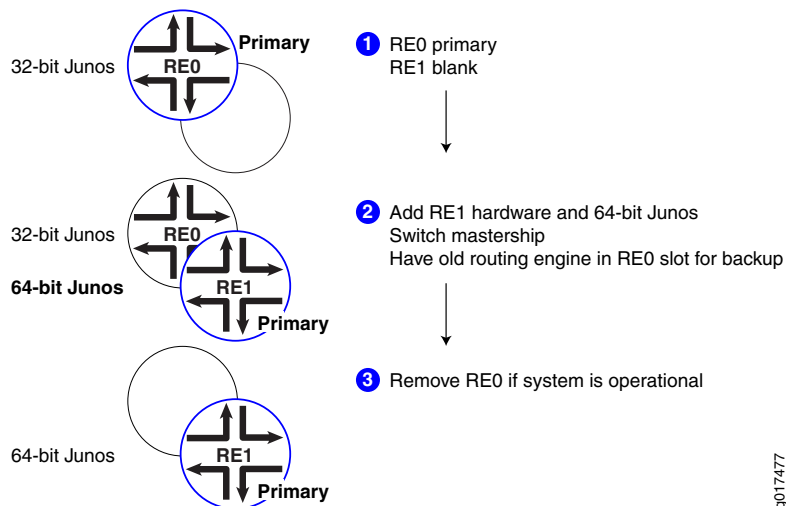 32-bit Junos
RE0
Primary
1 RE0 primary
RE1 blank
32-bit Junos
RE0
64-bit Junos
RE1
Primary
2 Add RE1 hardware and 64-bit Junos
Switch mastership
Have old routing engine in RE0 slot for backup
3 Remove RE0 if system is operational
64-bit Junos
RE1
Primary
g017477